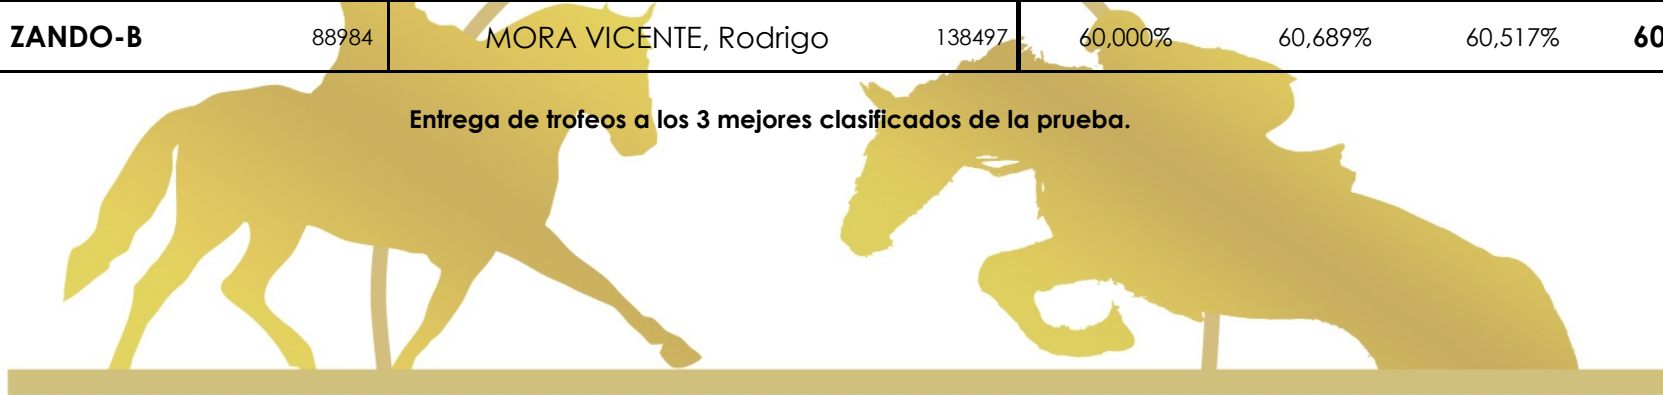 ZANDO-B 88984 MORA VICENTE, Rodrigo 138497 60,000% 60,689% 60,517% 60
Entrega de trofeos a los 3 mejores clasificados de la prueba.